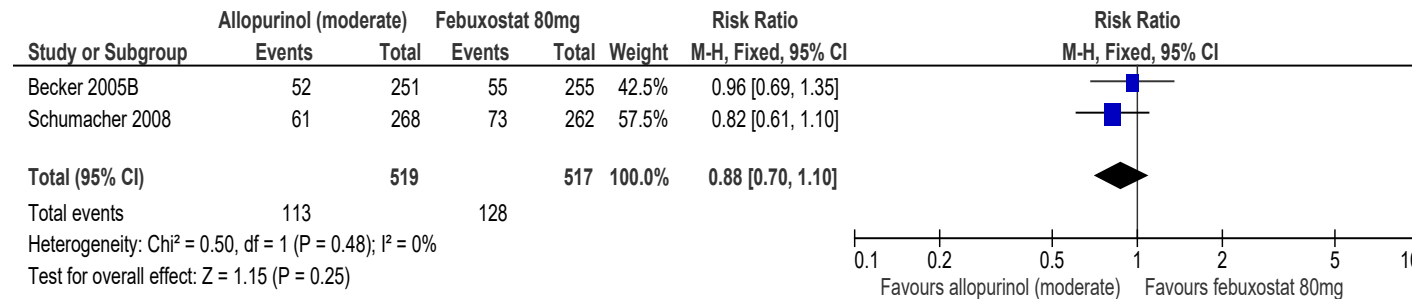 Allopurinol (moderate) Febuxostat 80mg Risk Ratio Risk Ratio
Study or Subgroup Events Total Events Total Weight M-H, Fixed, 95% CI M-H, Fixed, 95% CI
Becker 2005B 52 251 55 255 42.5% 0.96 [0.69, 1.35]
Schumacher 2008 61 268 73 262 57.5% 0.82 [0.61, 1.10]
Total (95% CI) 519 517 100.0% 0.88 [0.70, 1.10]
Total events 113 128
Heterogeneity: Chi² = 0.50, df = 1 (P = 0.48); I² = 0%
Test for overall effect: Z = 1.15 (P = 0.25)
0.1 0.2 0.5 1 2 5 10
Favours allopurinol (moderate) Favours febuxostat 80mg